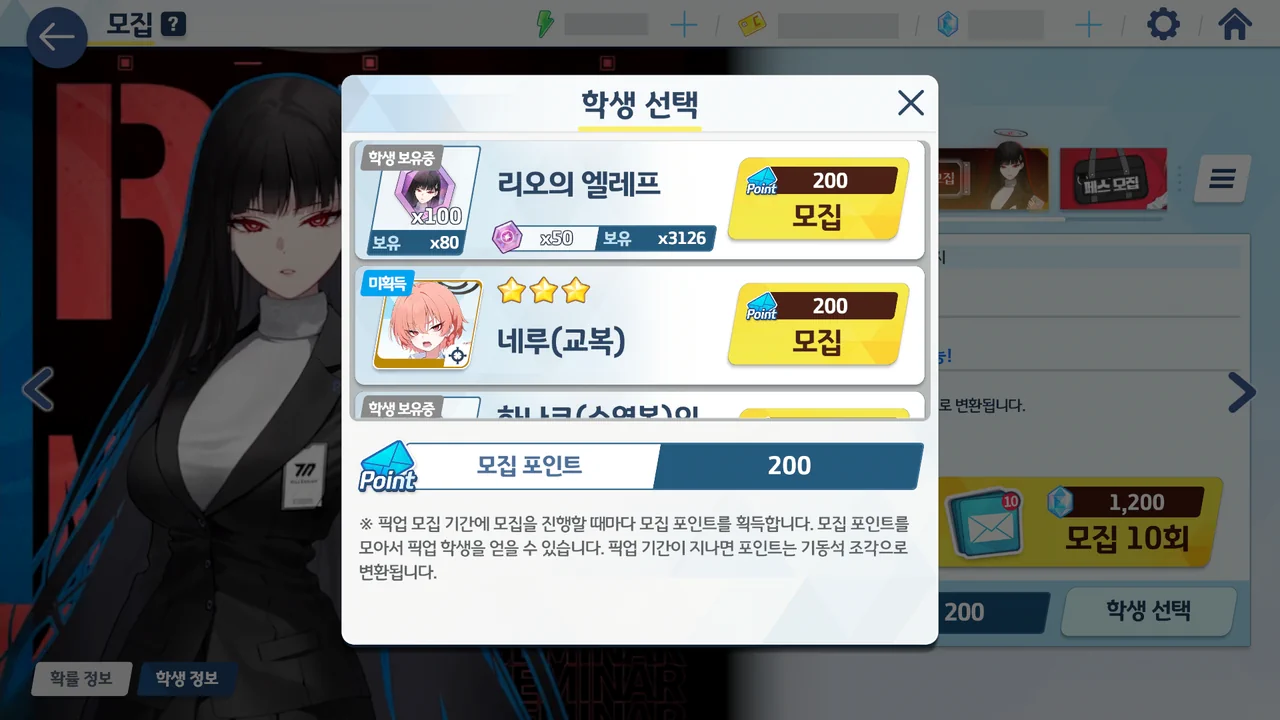 모집 ?
학생 선택
학생 보유중
x100
보유 x80
리오의 엘레프
x50 보유 x3126
Point 200
모집
미획득
네루(교복)
Point 200
모집
학생 보유중
Point 모집 포인트 200
※ 픽업 모집 기간에 모집을 진행할 때마다 모집 포인트를 획득합니다. 모집 포인트를
모아서 픽업 학생을 얻을 수 있습니다. 픽업 기간이 지나면 포인트는 기동석 조각으로
변환됩니다.
페스 모집
로 변환됩니다.
10
1,200
모집 10회
200
학생 선택
확률 정보
학생 정보